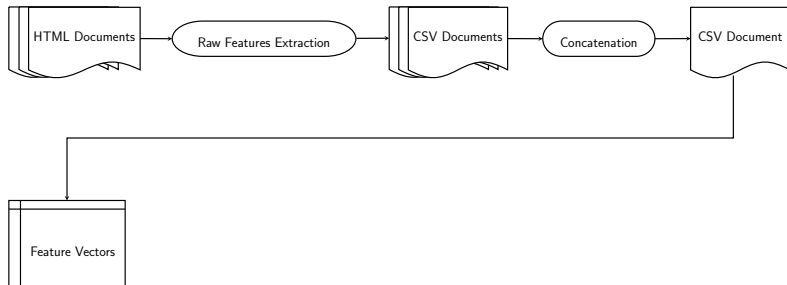 HTML Documents
Raw Features Extraction
CSV Documents
Concatenation
CSV Document
Feature Vectors